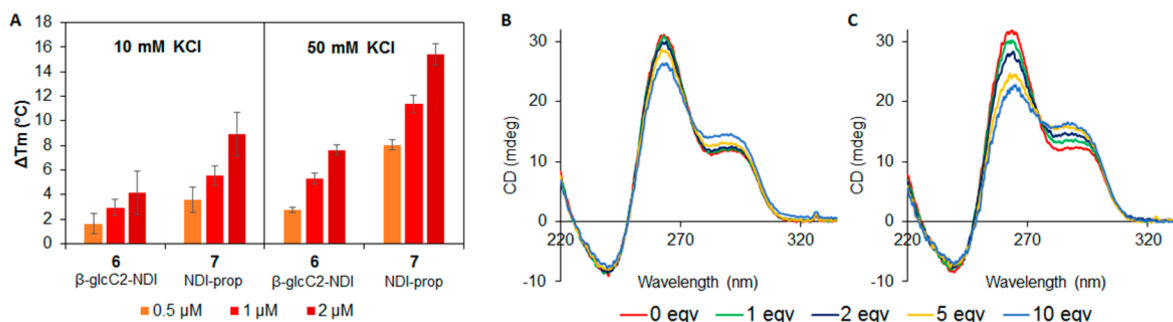 A
ΔTm (°C)
18
16
14
12
10
8
6
4
2
0
10 mM KCl
50 mM KCl
6
β-glcC2-NDI
7
NDI-prop
6
β-glcC2-NDI
7
NDI-prop
0.5 µM
1 µM
2 µM
B
CD (mdeg)
30
20
10
0
-10
220
270
320
Wavelength (nm)
C
CD (mdeg)
30
20
10
0
-10
220
270
320
Wavelength (nm)
0 eqv
1 eqv
2 eqv
5 eqv
10 eqv